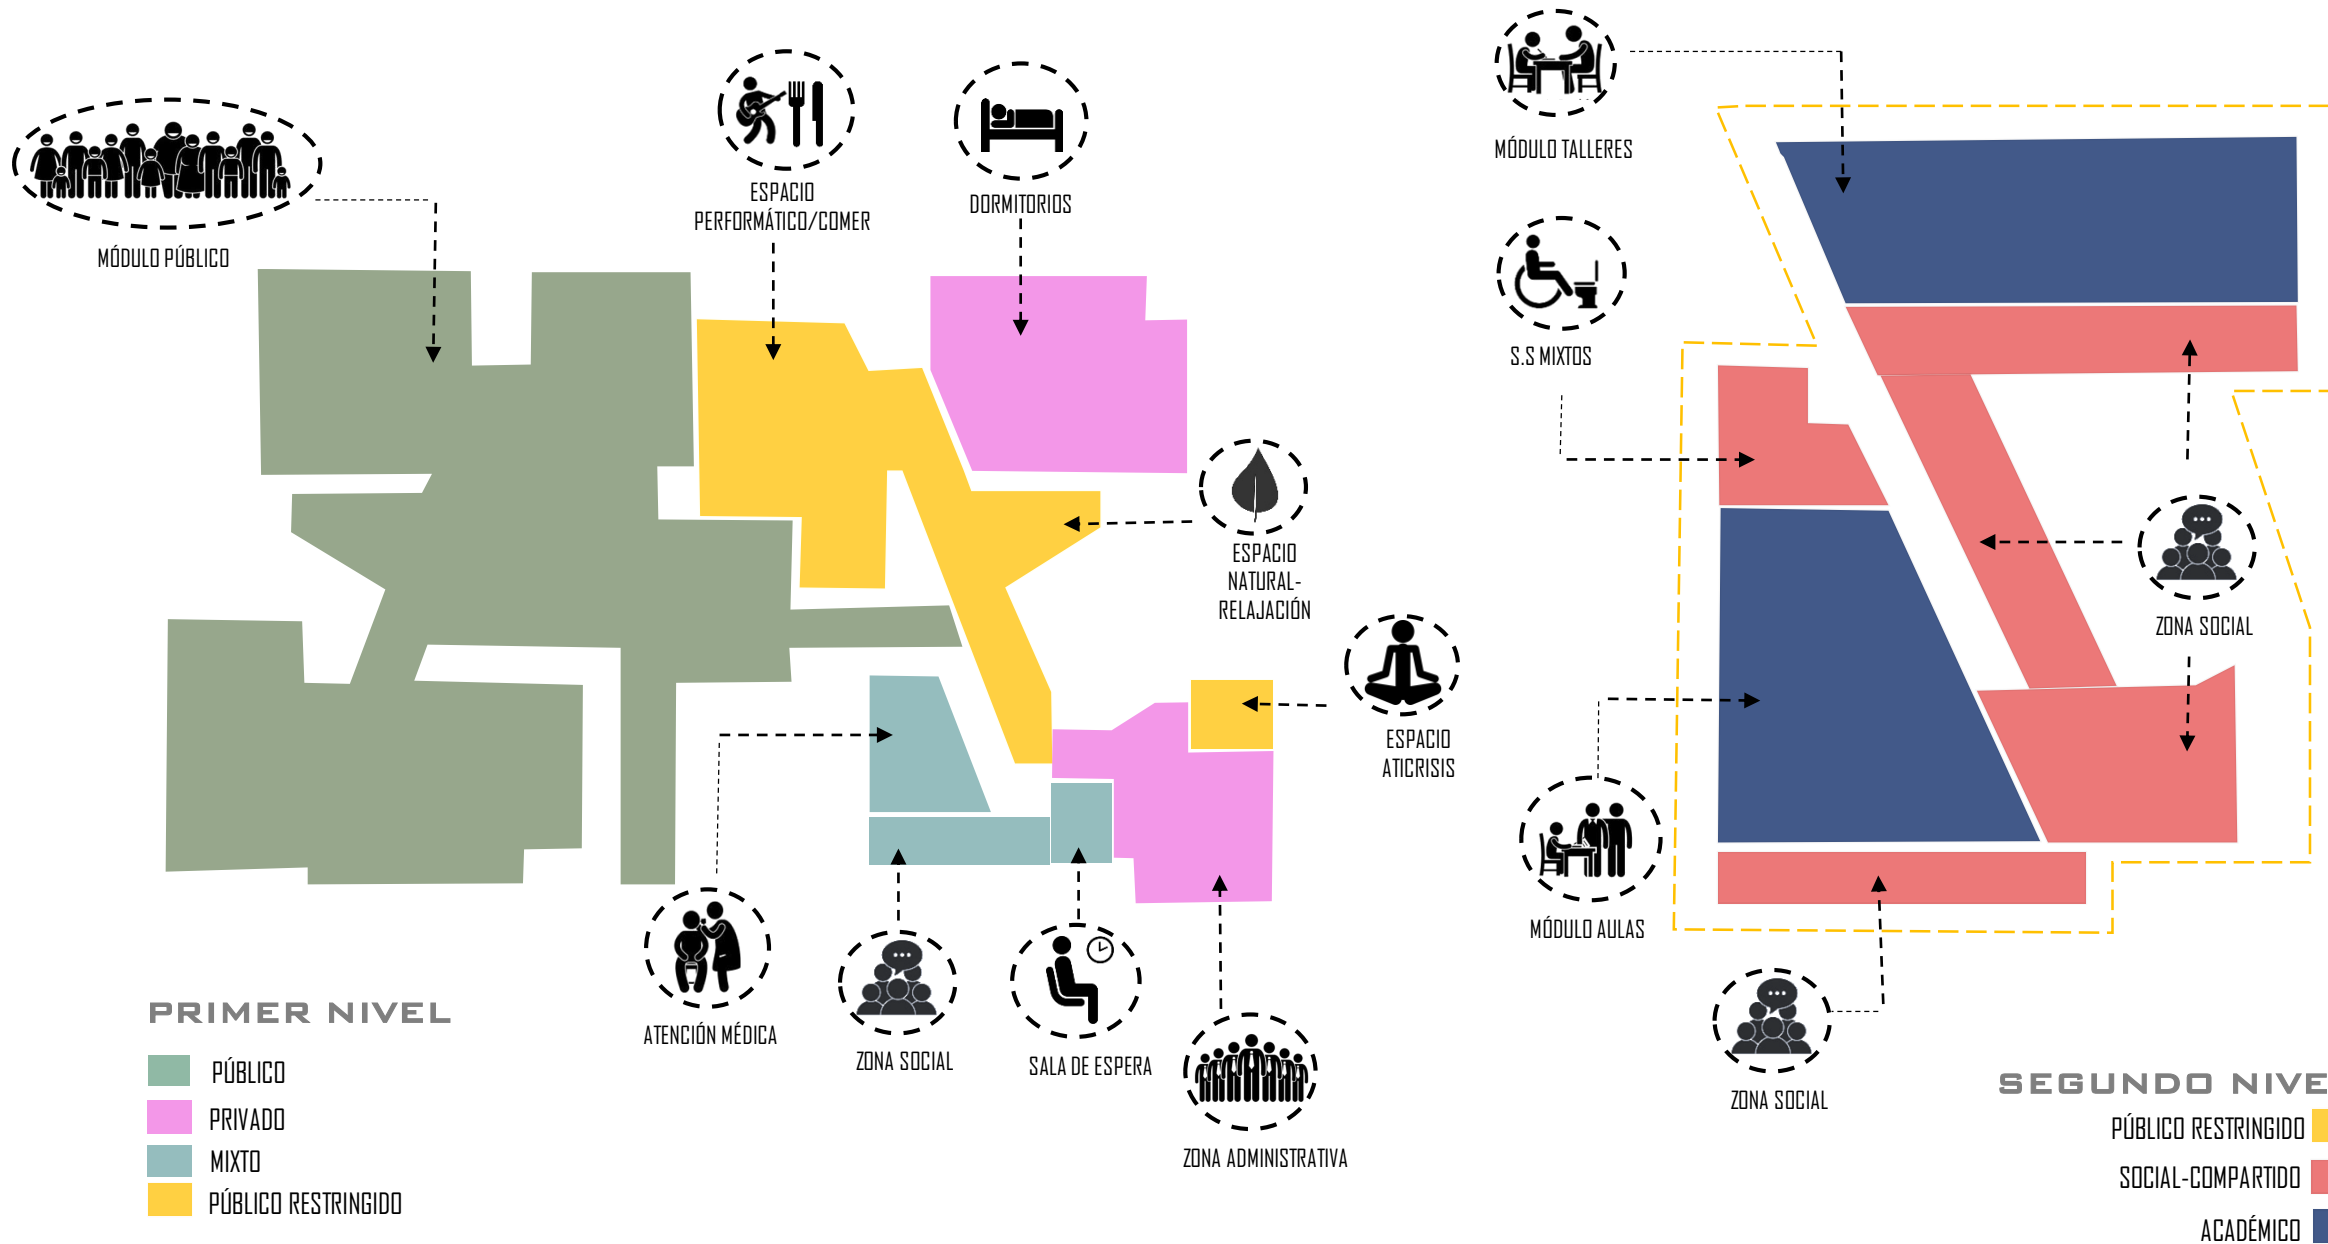 MÓDULO PÚBLICO
ESPACIO
PERFORMÁTICO/COMER
DORMITORIOS
ESPACIO
NATURAL-
RELAJACIÓN
ESPACIO
ATICRISIS
ATENCIÓN MÉDICA
ZONA SOCIAL
SALA DE ESPERA
ZONA ADMINISTRATIVA
PRIMER NIVEL
PÚBLICO
PRIVADO
MIXTO
PÚBLICO RESTRINGIDO
MÓDULO TALLERES
S.S MIXTOS
ZONA SOCIAL
MÓDULO AULAS
ZONA SOCIAL
SEGUNDO NIVE
PÚBLICO RESTRINGIDO
SOCIAL-COMPARTIDO
ACADÉMICO